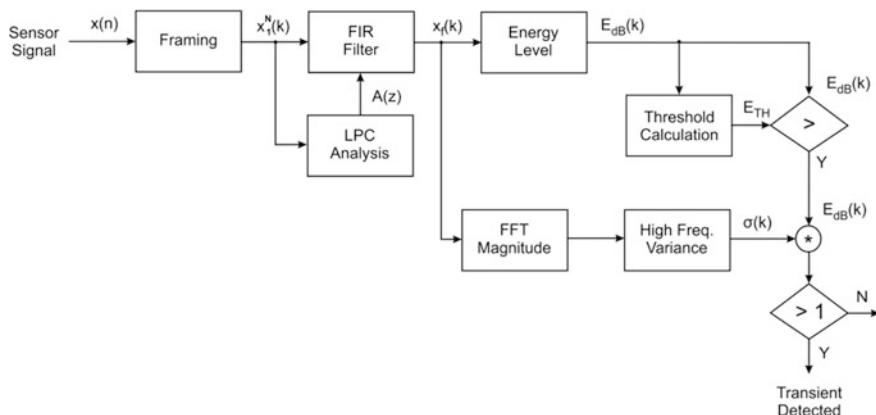 Sensor
Signal
x(n)
Framing
x₁ᴺ(k)
FIR
Filter
x_f(k)
Energy
Level
E_dB(k)
E_dB(k)
A(z)
LPC
Analysis
Threshold
Calculation
E_TH
>
Y
E_dB(k)
FFT
Magnitude
High Freq.
Variance
σ(k)
*
> 1
N
Y
Transient
Detected